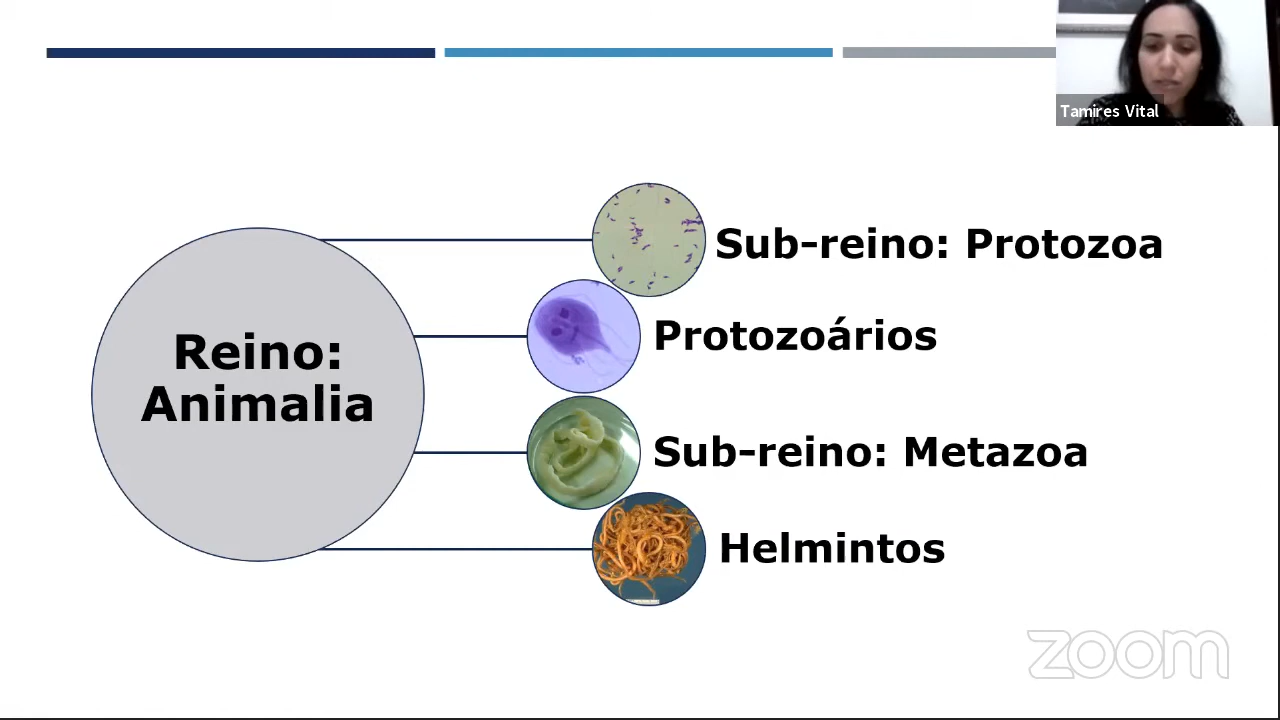 Tamires Vital
Sub-reino: Protozoa
Protozoários
Reino:
Animalia
Sub-reino: Metazoa
Helmintos
zoom